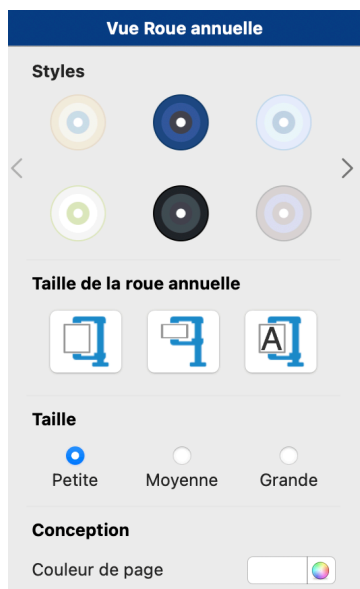 Vue Roue annuelle
Styles
Taille de la roue annuelle
A
Taille
Petite Moyenne Grande
Conception
Couleur de page